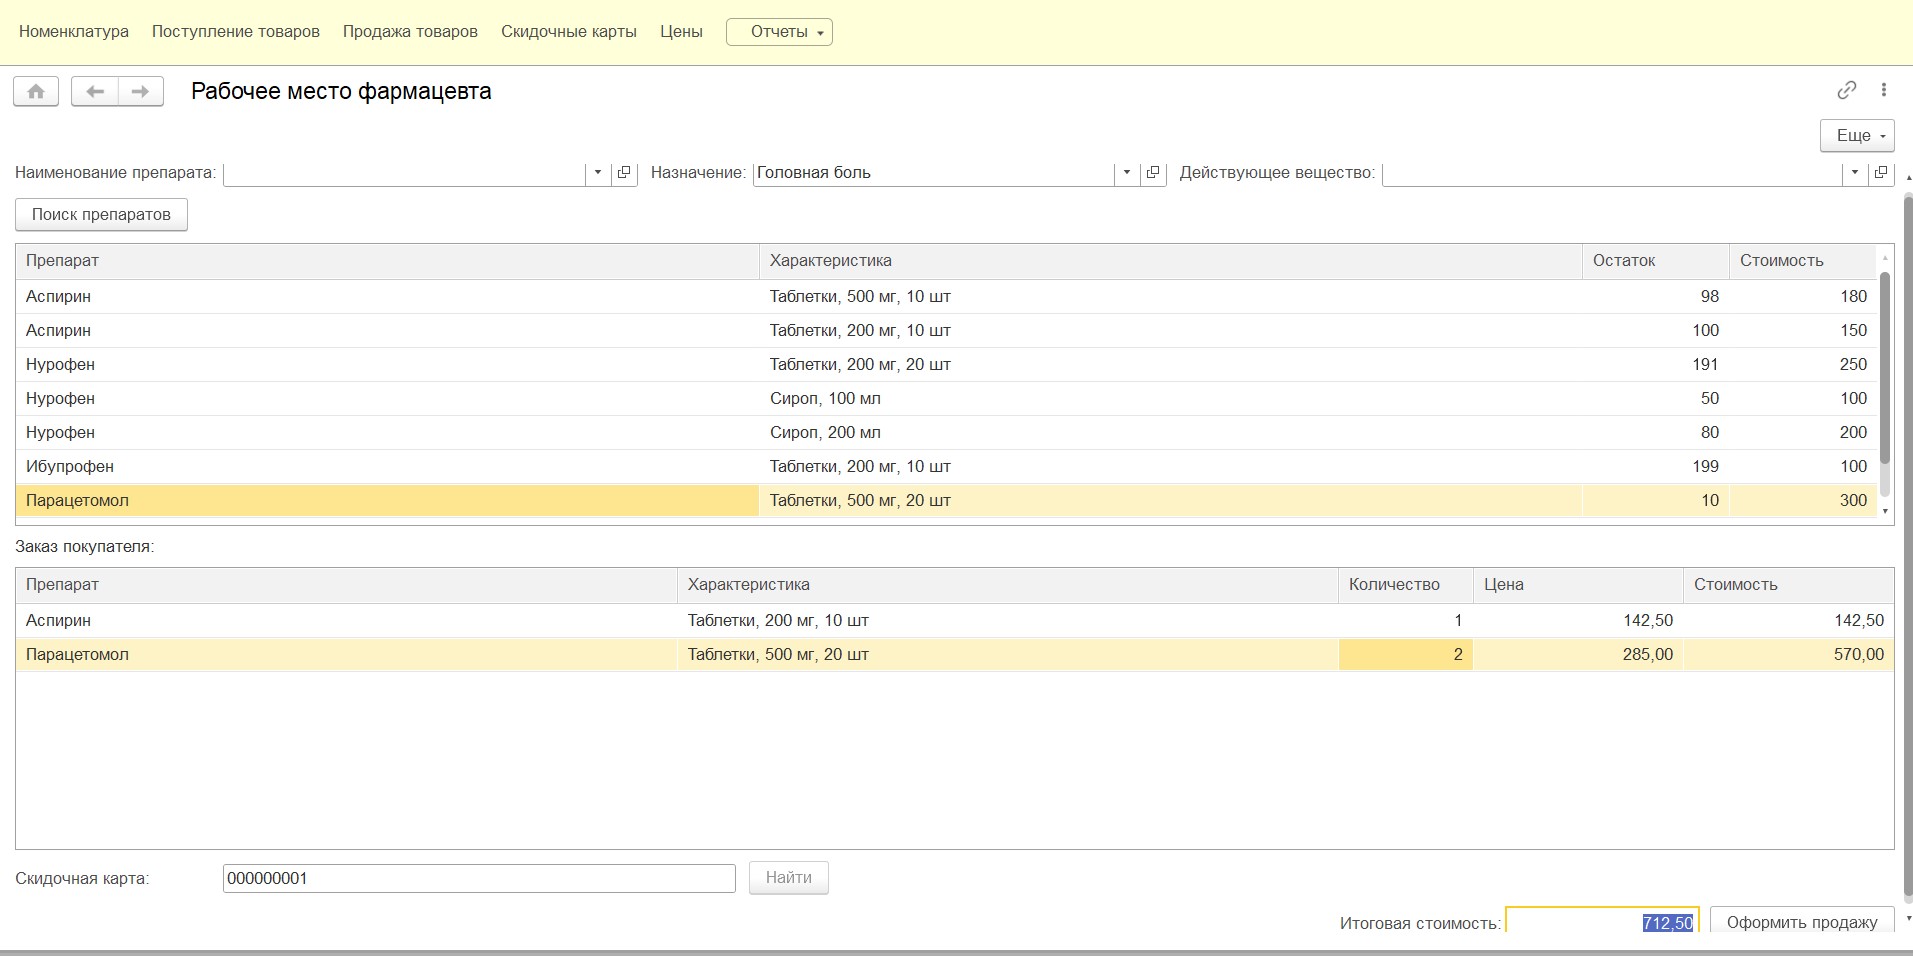 Номенклатура Поступление товаров Продажа товаров Скидочные карты Цены Отчеты
Рабочее место фармацевта
Еще
Наименование препарата: Назначение: Головная боль Действующее вещество:
Поиск препаратов
Препарат Характеристика Остаток Стоимость
Аспирин Таблетки, 500 мг, 10 шт 98 180
Аспирин Таблетки, 200 мг, 10 шт 100 150
Нурофен Таблетки, 200 мг, 20 шт 191 250
Нурофен Сироп, 100 мл 50 100
Нурофен Сироп, 200 мл 80 200
Ибупрофен Таблетки, 200 мг, 10 шт 199 100
Парацетомол Таблетки, 500 мг, 20 шт 10 300
Заказ покупателя:
Препарат Характеристика Количество Цена Стоимость
Аспирин Таблетки, 200 мг, 10 шт 1 142,50 142,50
Парацетомол Таблетки, 500 мг, 20 шт 2 285,00 570,00
Скидочная карта: 000000001 Найти
Итоговая стоимость: 712,50 Оформить продажу